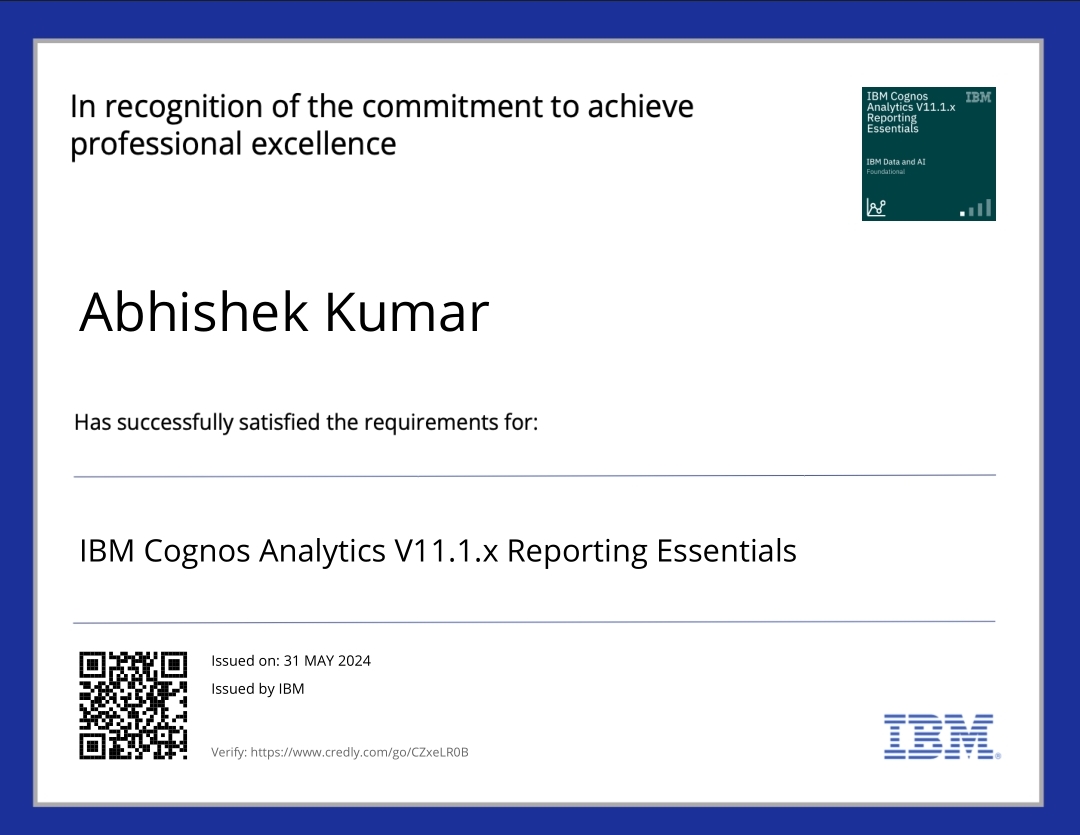 In recognition of the commitment to achieve
professional excellence
IBM Cognos
Analytics V11.1.x
Reporting
Essentials
IBM
IBM Data and AI
Foundational
Abhishek Kumar
Has successfully satisfied the requirements for:
IBM Cognos Analytics V11.1.x Reporting Essentials
Issued on: 31 MAY 2024
Issued by IBM
Verify: https://www.credly.com/go/CZxeLR0B
IBM®